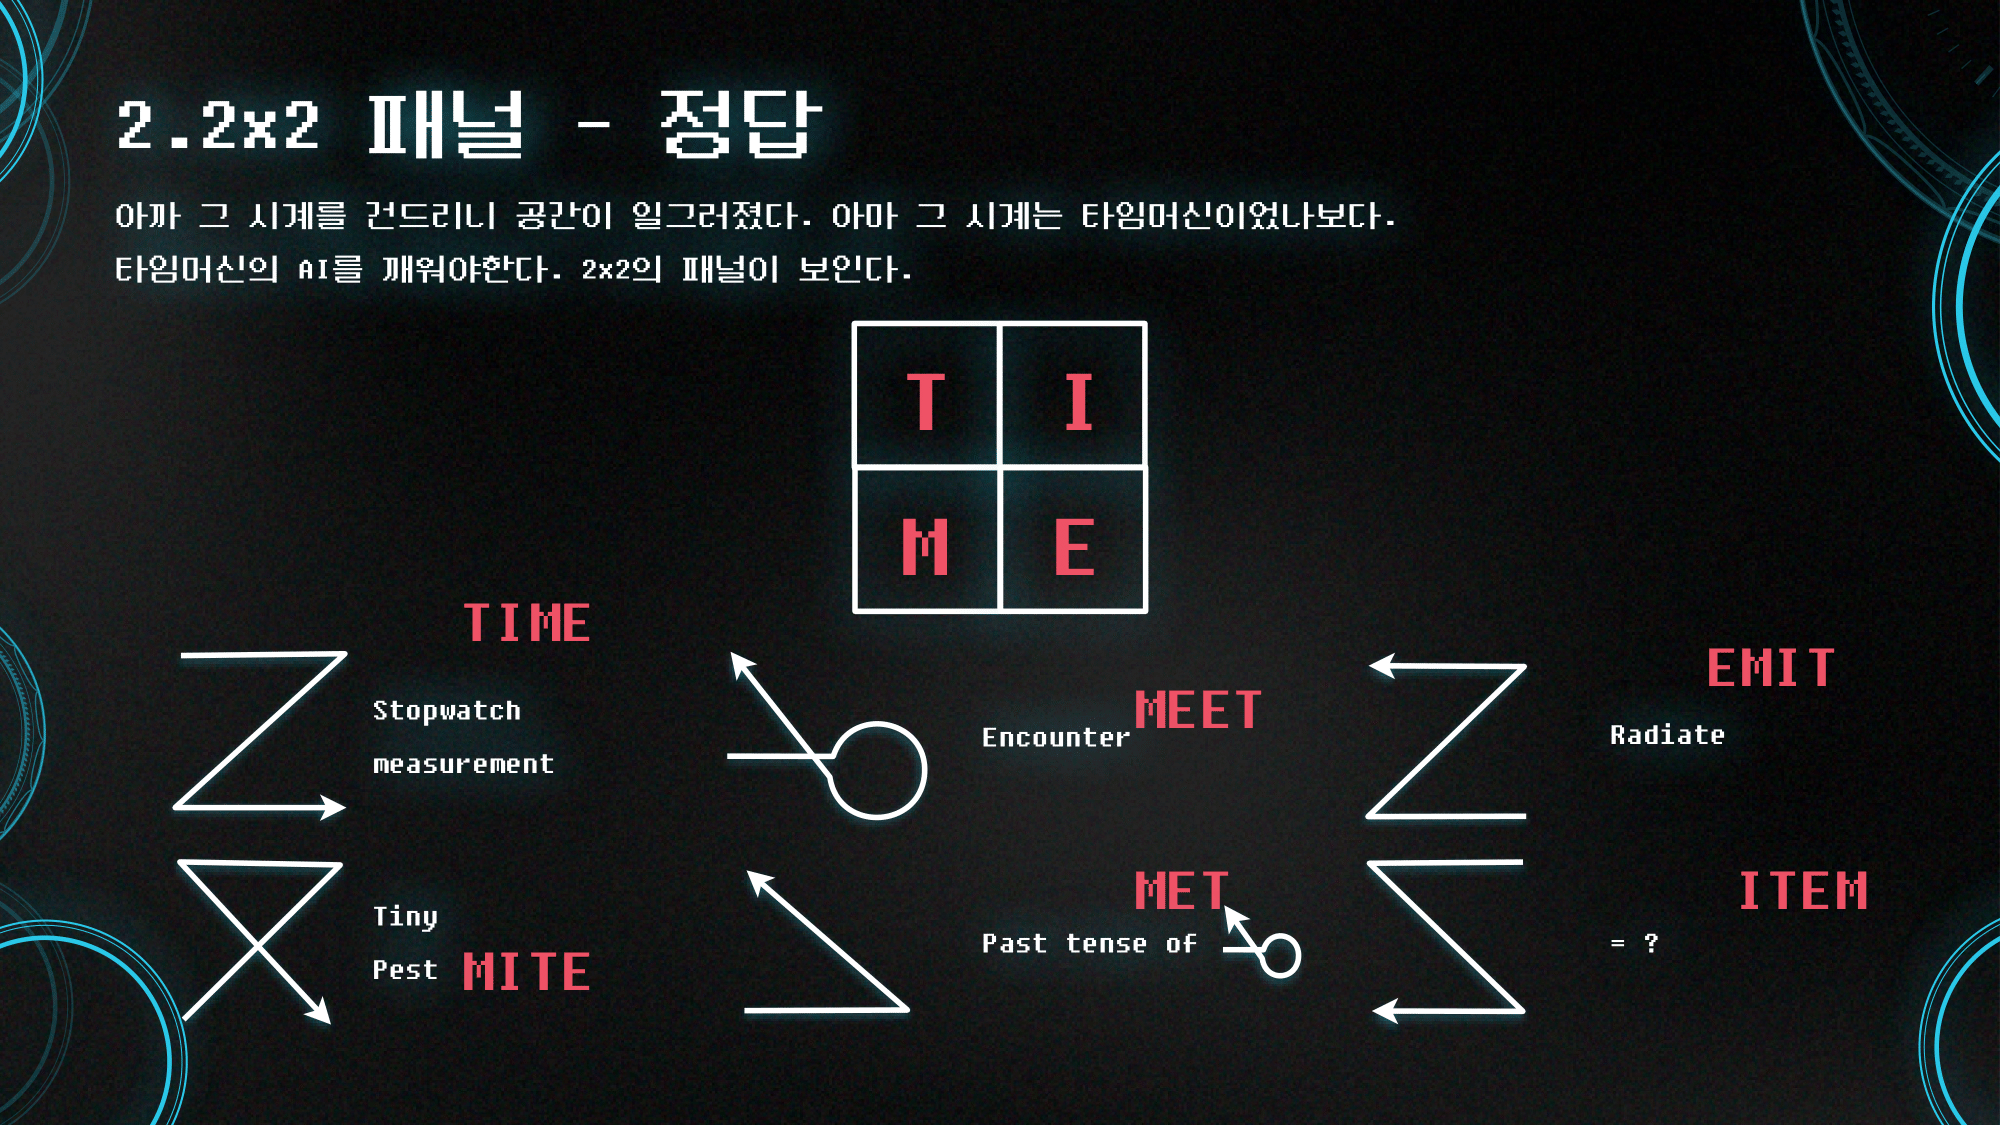 2.2x2 패널 - 정답
아까 그 시계를 건드리니 공간이 일그러졌다. 아마 그 시계는 타임머신이었나보다.
타임머신의 AI를 깨워야한다. 2x2의 패널이 보인다.
T I
M E
TIME
Stopwatch
measurement
MEET
Encounter
EMIT
Radiate
Tiny
Pest MITE
MET
Past tense of
ITEM
= ?